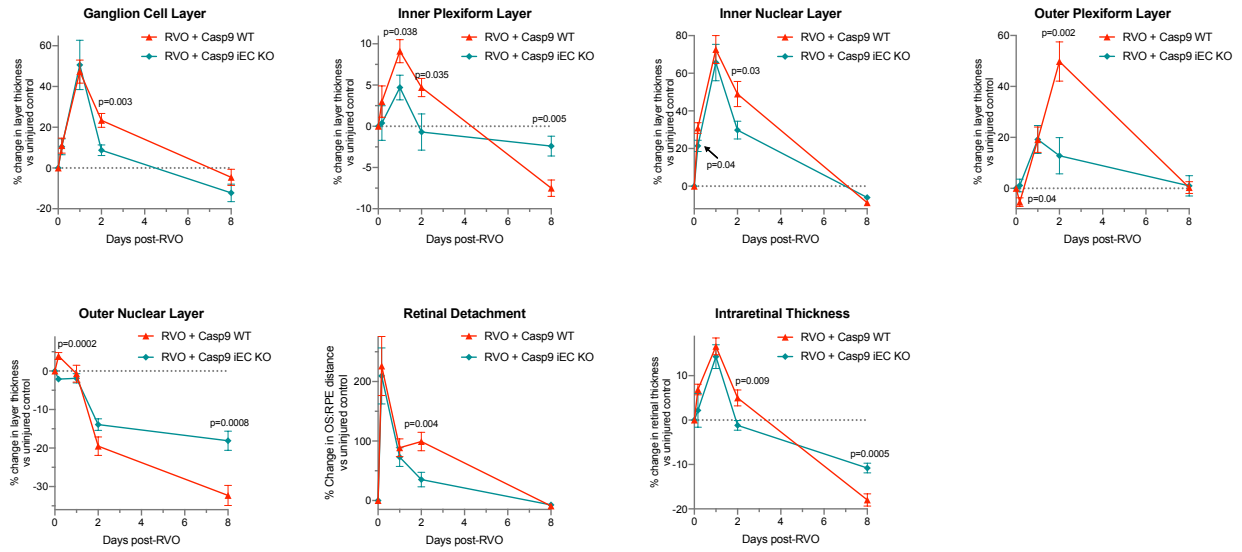 Ganglion Cell Layer
RVO + Casp9 WT
RVO + Casp9 iEC KO
% change in layer thickness
vs uninjured control
60
40
20
0
-20
p=0.003
0 2 4 6 8
Days post-RVO
Inner Plexiform Layer
RVO + Casp9 WT
RVO + Casp9 iEC KO
% change in layer thickness
vs uninjured control
10
5
0
-5
-10
p=0.038
p=0.035
p=0.005
0 2 4 6 8
Days post-RVO
Inner Nuclear Layer
RVO + Casp9 WT
RVO + Casp9 iEC KO
% change in layer thickness
vs uninjured control
80
60
40
20
0
p=0.03
p=0.04
0 2 4 6 8
Days post-RVO
Outer Plexiform Layer
RVO + Casp9 WT
RVO + Casp9 iEC KO
% change in layer thickness
vs uninjured control
60
40
20
0
p=0.002
p=0.04
0 2 4 6 8
Days post-RVO
Outer Nuclear Layer
RVO + Casp9 WT
RVO + Casp9 iEC KO
% change in layer thickness
vs uninjured control
10
0
-10
-20
-30
p=0.0002
p=0.0008
0 2 4 6 8
Days post-RVO
Retinal Detachment
RVO + Casp9 WT
RVO + Casp9 iEC KO
% Change in OS:RPE distance
vs uninjured control
200
100
0
p=0.004
0 2 4 6 8
Days post-RVO
Intraretinal Thickness
RVO + Casp9 WT
RVO + Casp9 iEC KO
% change in retinal thickness
vs uninjured control
10
0
-10
-20
p=0.009
p=0.0005
0 2 4 6 8
Days post-RVO